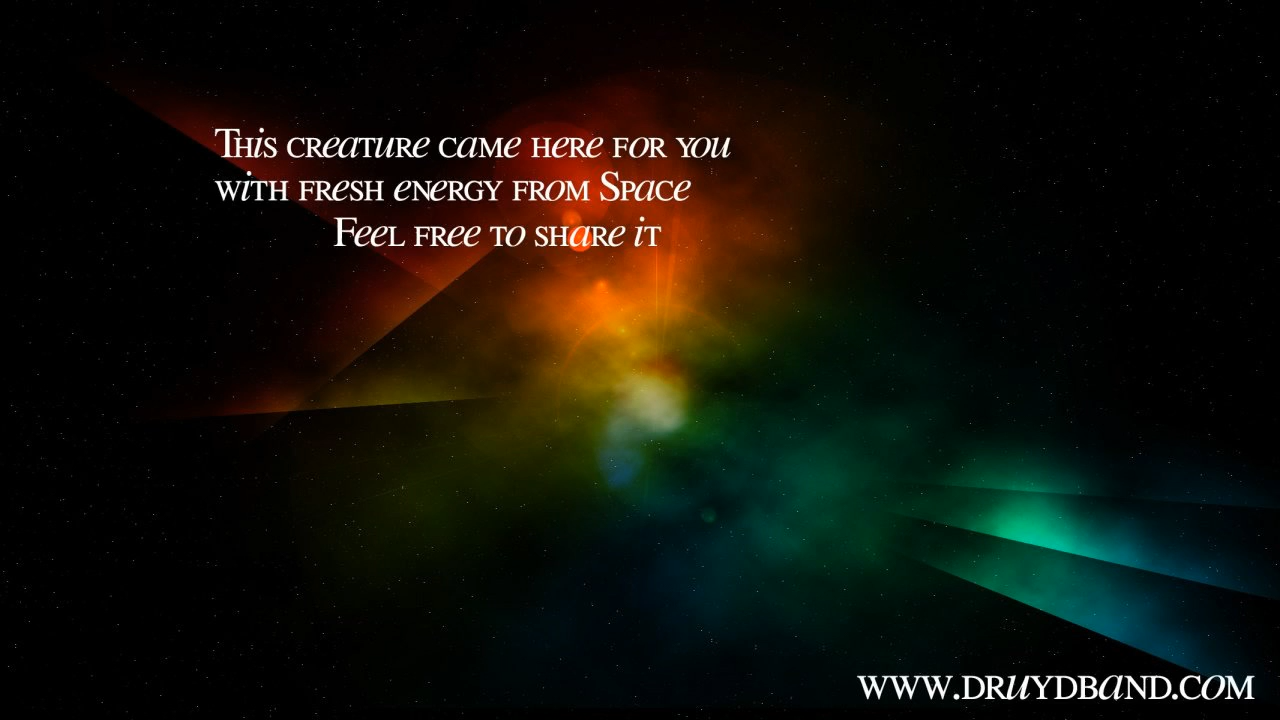 This creature came here for you
with fresh energy from Space
Feel free to share it
www.druydband.com